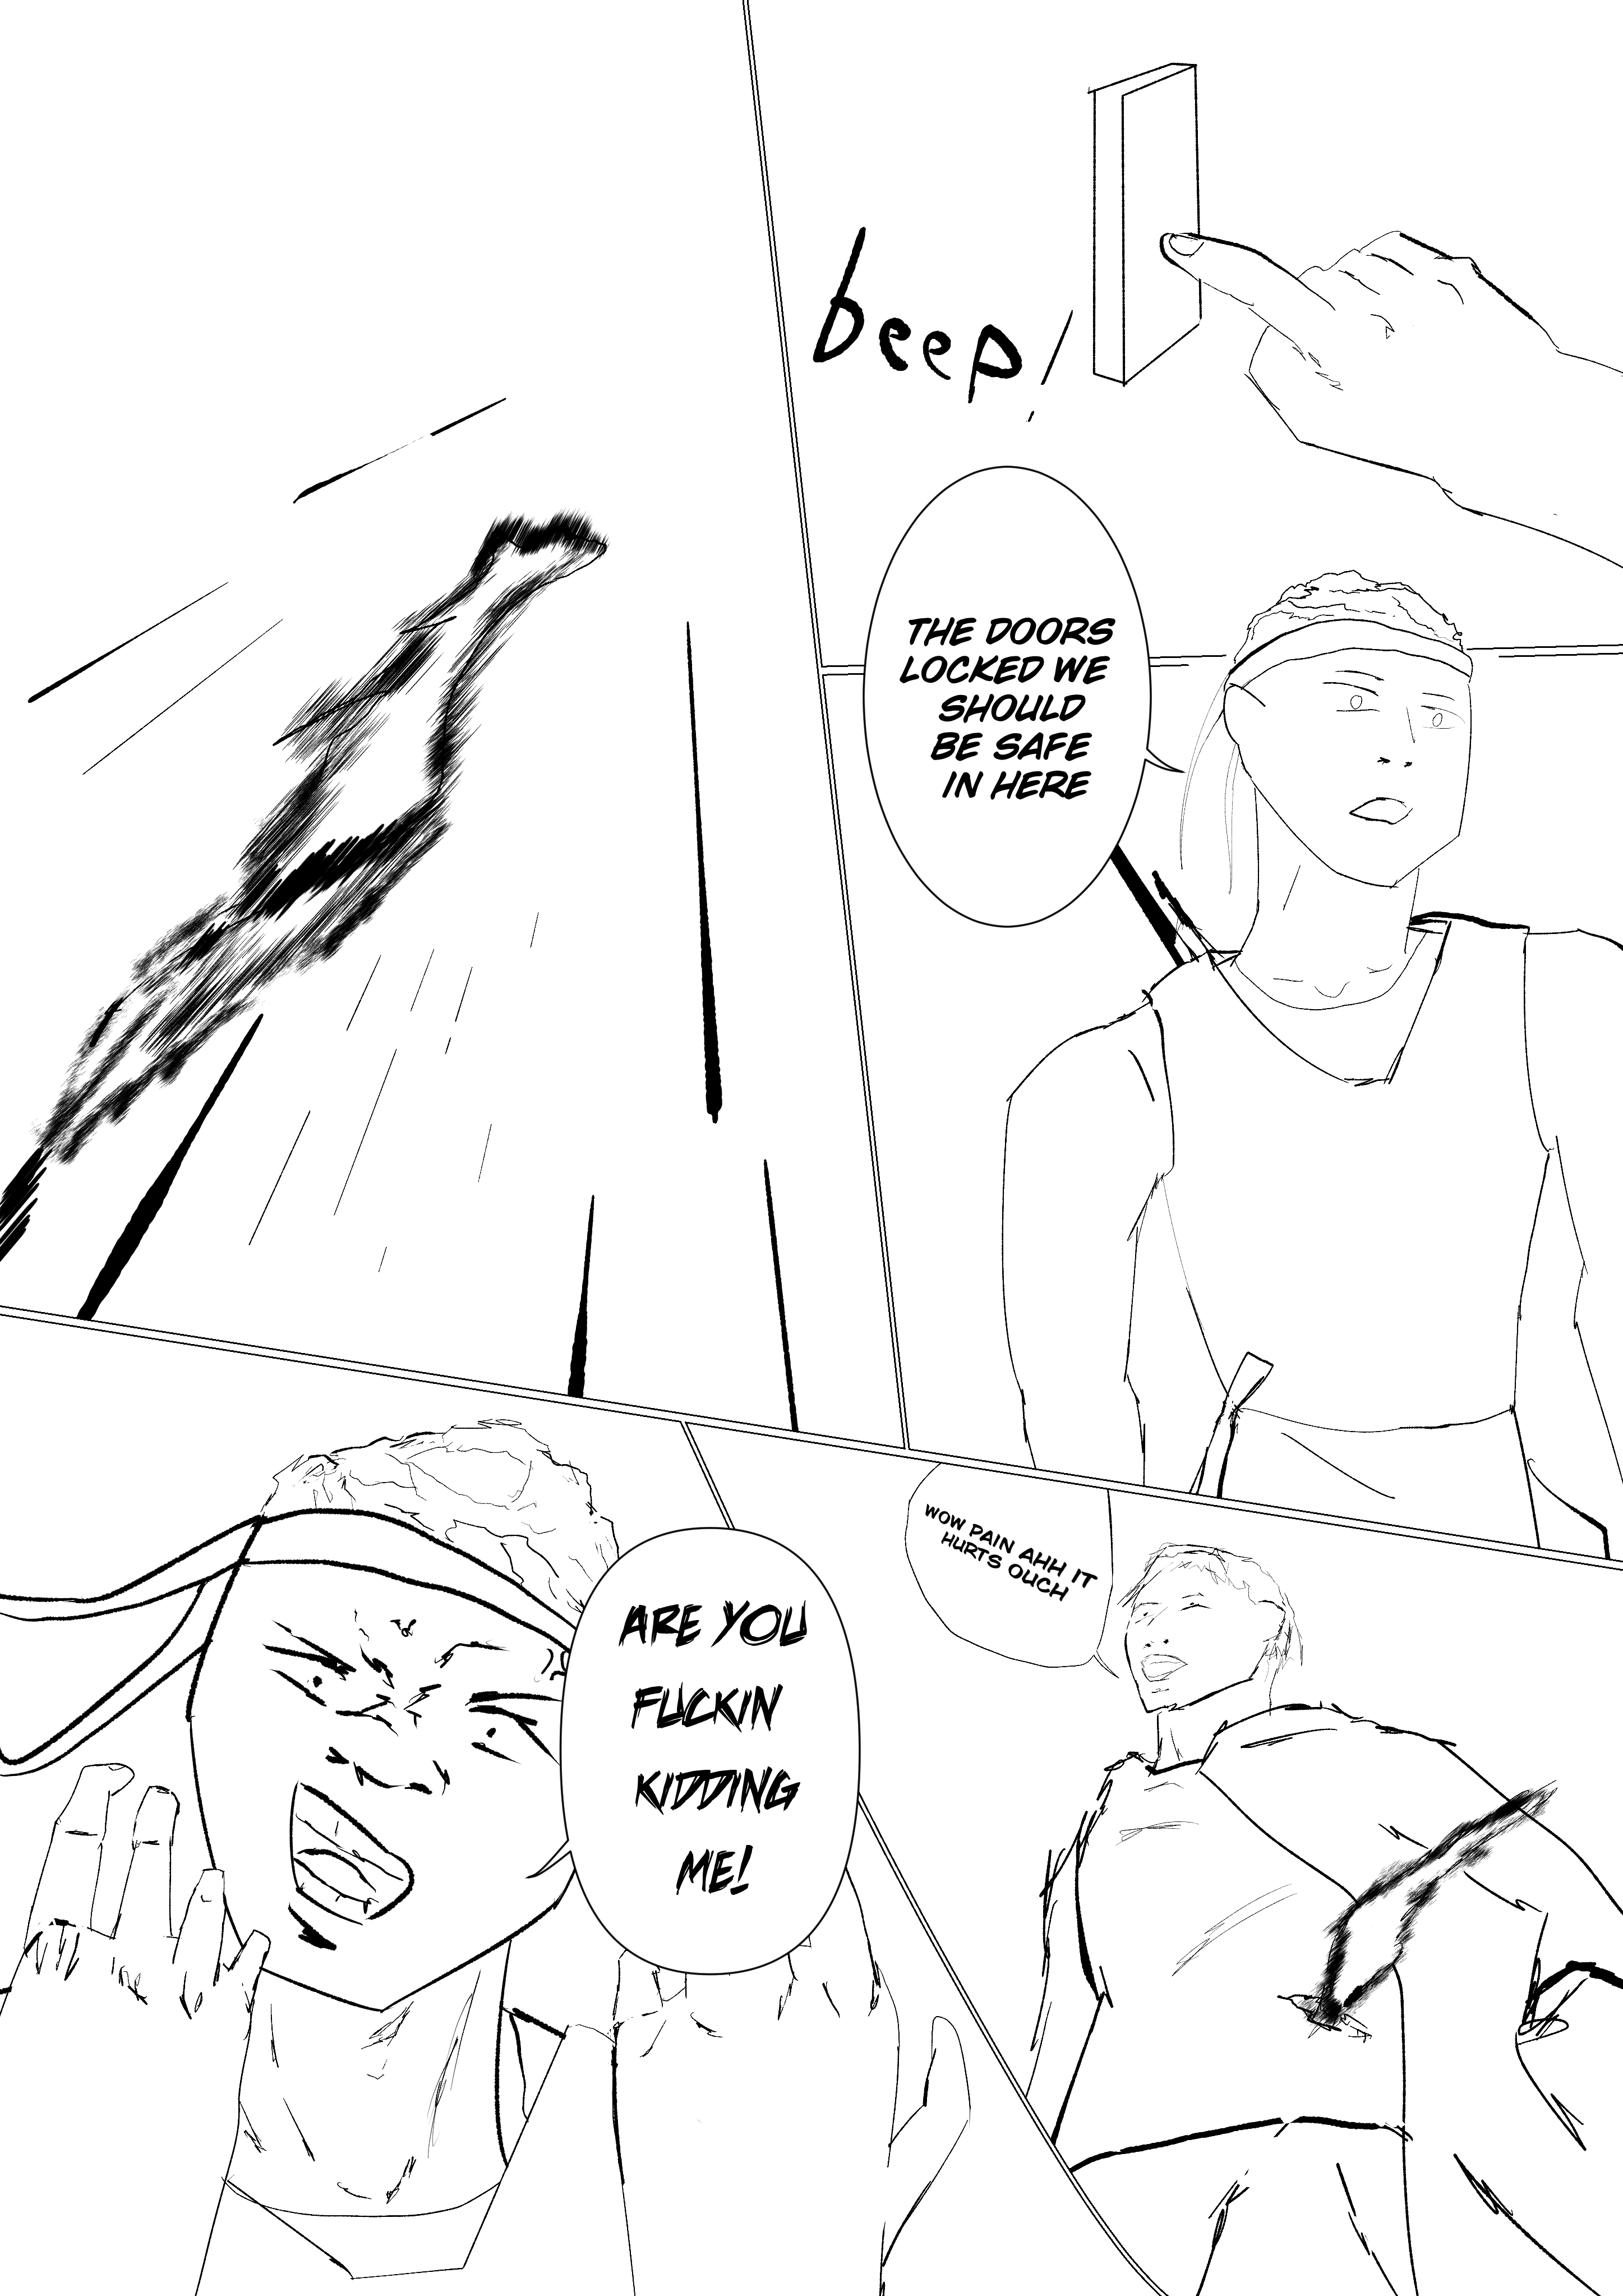 beep!
THE DOORS
LOCKED WE
SHOULD
BE SAFE
IN HERE
WOW PAIN AHH IT
HURTS OUCH
ARE YOU
FUCKIN
KIDDING
ME!